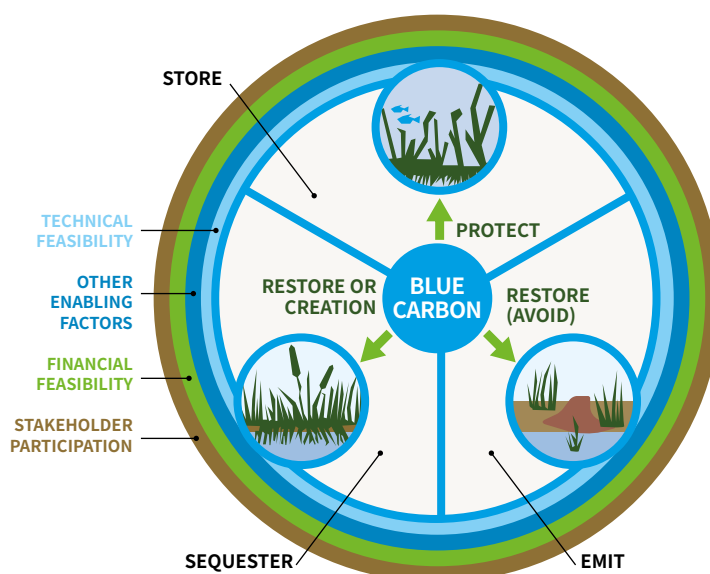 STORE
PROTECT
TECHNICAL
FEASIBILITY
OTHER
ENABLING
FACTORS
RESTORE OR
CREATION
BLUE
CARBON
RESTORE
(AVOID)
FINANCIAL
FEASIBILITY
STAKEHOLDER
PARTICIPATION
SEQUESTER
EMIT